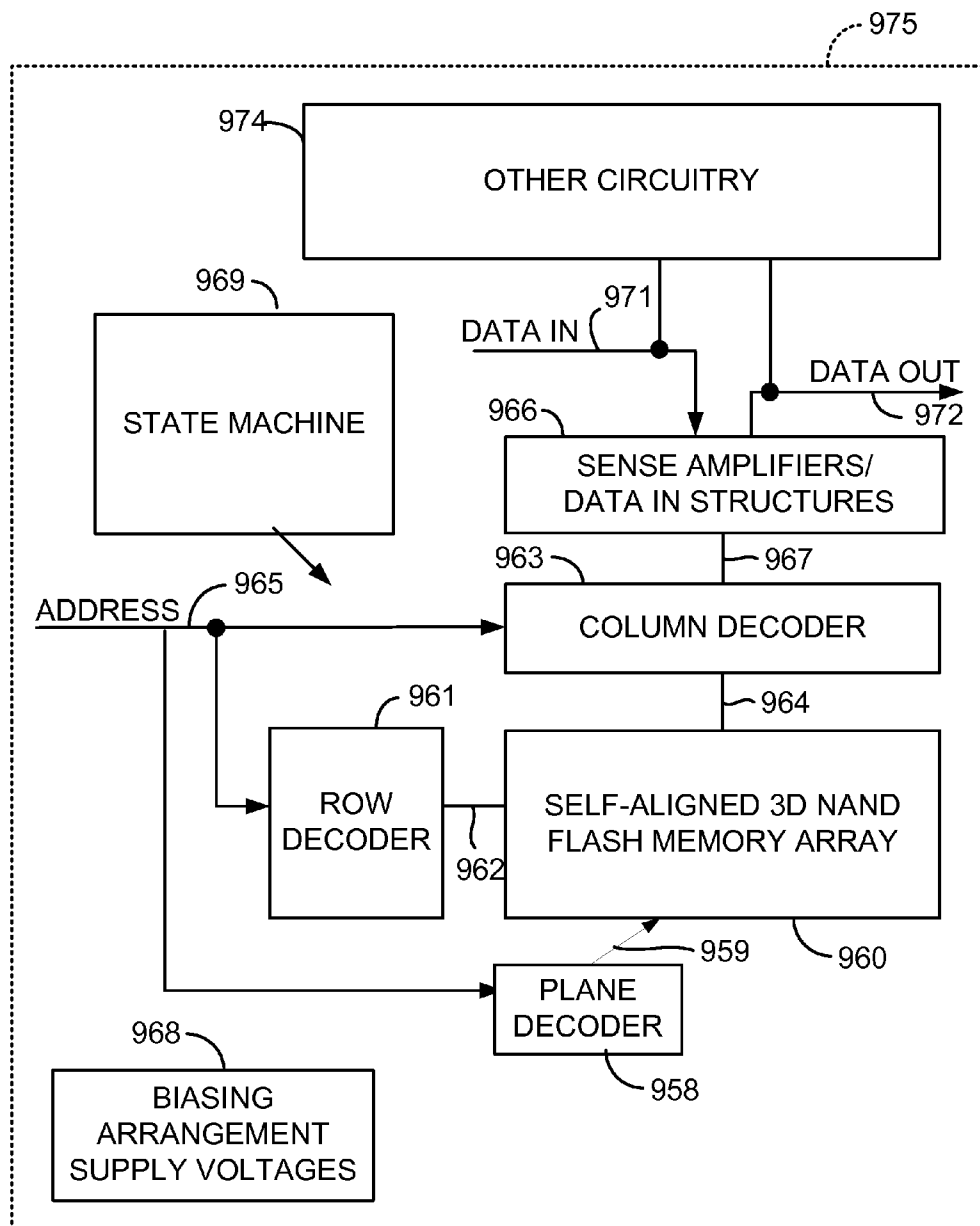 975
974
OTHER CIRCUITRY
969
971
DATA IN
DATA OUT
972
STATE MACHINE
966
SENSE AMPLIFIERS/
DATA IN STRUCTURES
967
963
965
ADDRESS
COLUMN DECODER
964
961
ROW
DECODER
962
SELF-ALIGNED 3D NAND
FLASH MEMORY ARRAY
959
960
PLANE
DECODER
958
968
BIASING
ARRANGEMENT
SUPPLY VOLTAGES